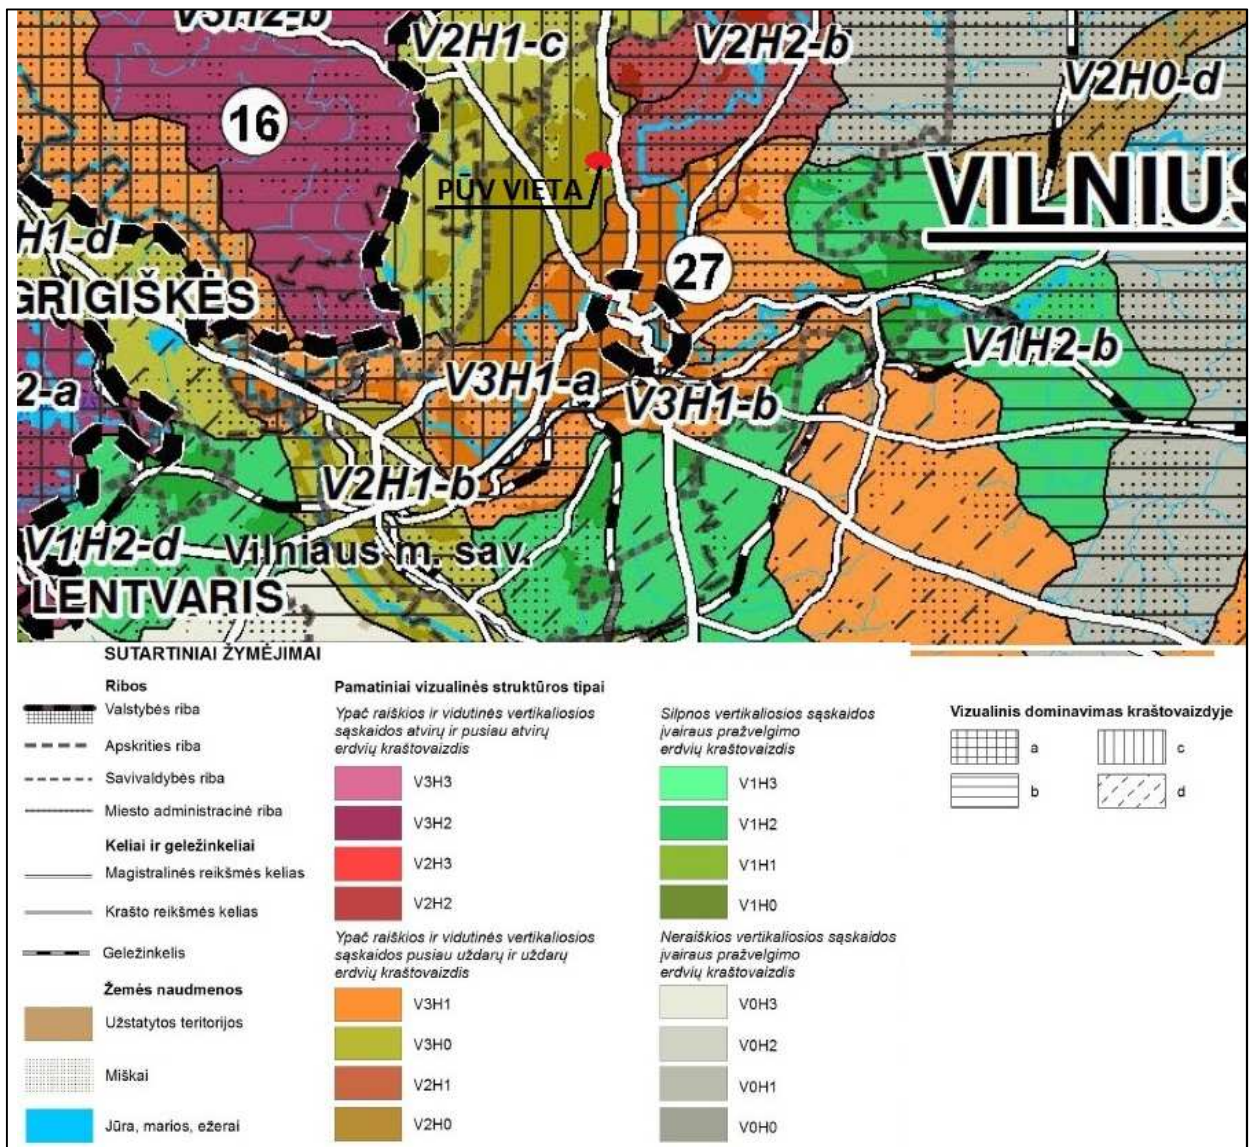 V3H2-b
V2H1-c
V2H2-b
V2H0-d
16
PŪV VIETA
VILNIUS
H1-d
27
GRIGIŠKĖS
V1H2-b
2-a
V3H1-a
V3H1-b
V2H1-b
V1H2-d
Vilniaus m. sav.
LENTVARIS
SUTARTINIAI ŽYMĖJIMAI
Ribos
Valstybės riba
Apskrities riba
Savivaldybės riba
Miesto administracinė riba
Keliai ir geležinkeliai
Magistralinės reikšmės kelias
Krašto reikšmės kelias
Geležinkelis
Žemės naudmenos
Užstatytos teritorijos
Miškai
Jūra, marios, ežerai
Pamatiniai vizualinės struktūros tipai
Ypač raiškios ir vidutinės vertikaliosios
sąskaidos atvirų ir pusiau atvirų
erdvių kraštovaizdis
V3H3
V3H2
V2H3
V2H2
Ypač raiškios ir vidutinės vertikaliosios
sąskaidos pusiau uždarų ir uždarų
erdvių kraštovaizdis
V3H1
V3H0
V2H1
V2H0
Silpnos vertikaliosios sąskaidos
įvairaus pražvelgimo
erdvių kraštovaizdis
V1H3
V1H2
V1H1
V1H0
Neraiškios vertikaliosios sąskaidos
įvairaus pražvelgimo
erdvių kraštovaizdis
V0H3
V0H2
V0H1
V0H0
Vizualinis dominavimas kraštovaizdyje
a
c
b
d